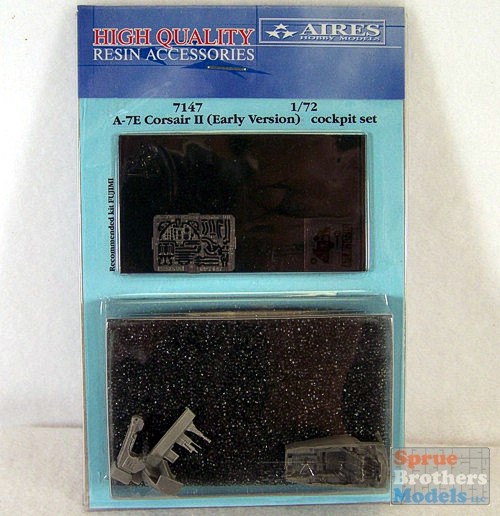 HIGH QUALITY
RESIN ACCESSORIES
AIRES
HOBBY MODELS
7147 1/72
A-7E Corsair II (Early Version) cockpit set
Recommended kit FUJIMI
Sprue
Brothers
Models LLC